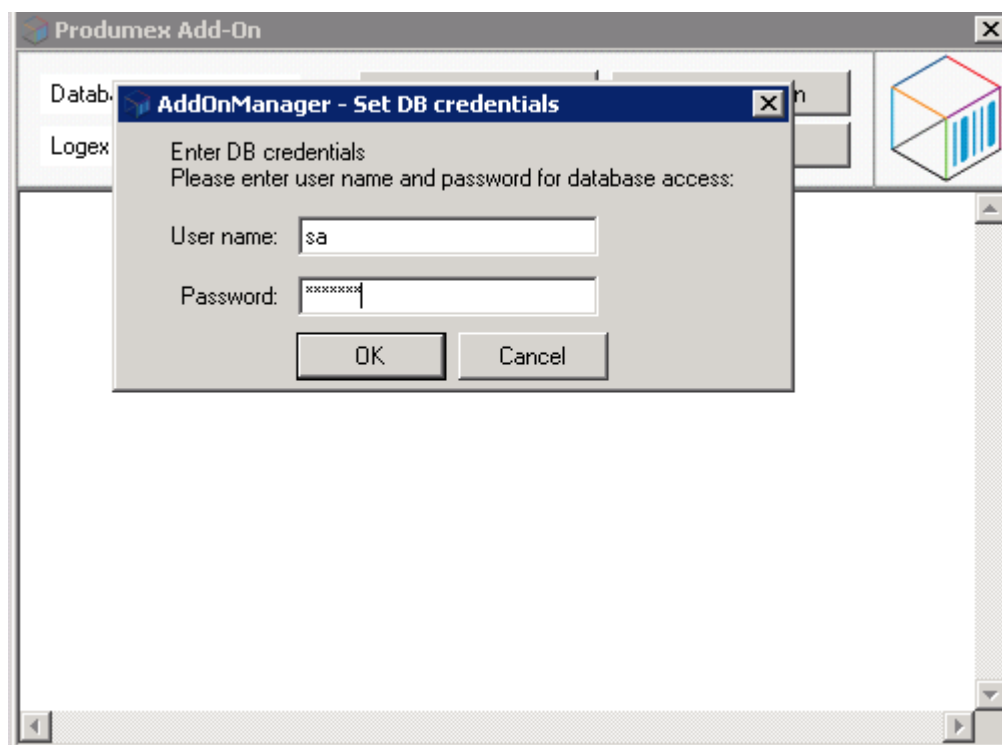 Produmex Add-On
AddOnManager - Set DB credentials
Enter DB credentials
Please enter user name and password for database access:
User name: sa
Password: *******
OK Cancel
Logex